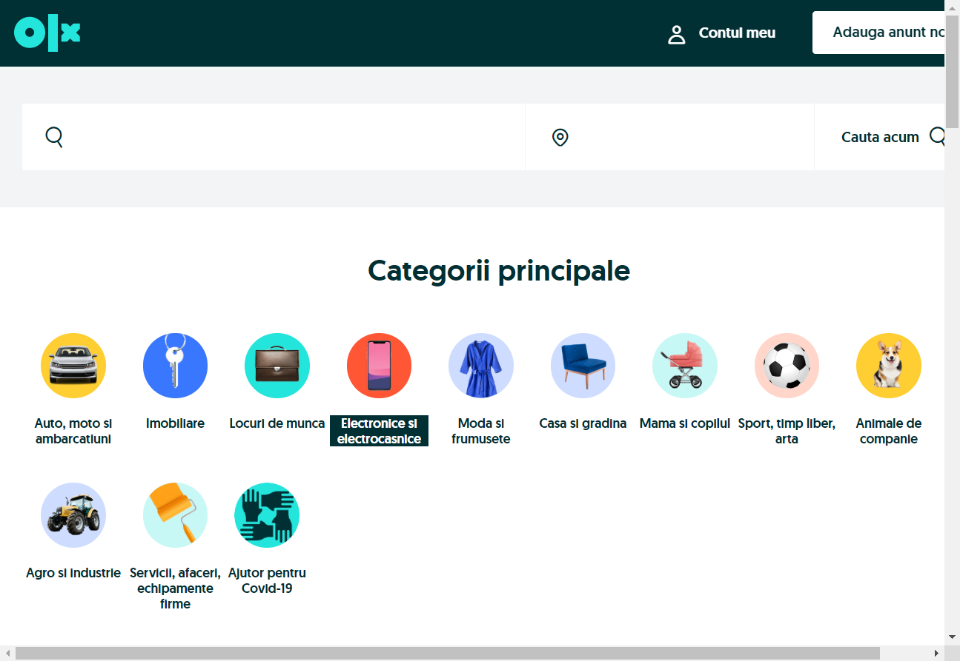 olx
Contul meu
Adauga anunt
Cauta acum
Categorii principale
Auto, moto si
ambarcatiuni
Imobiliare
Locuri de munca
Electronice si
electrocasnice
Moda si
frumusete
Casa si gradina
Mama si copilul
Sport, timp liber,
arta
Animale de
companie
Agro si industrie
Servicii, afaceri,
echipamente
firme
Ajutor pentru
Covid-19